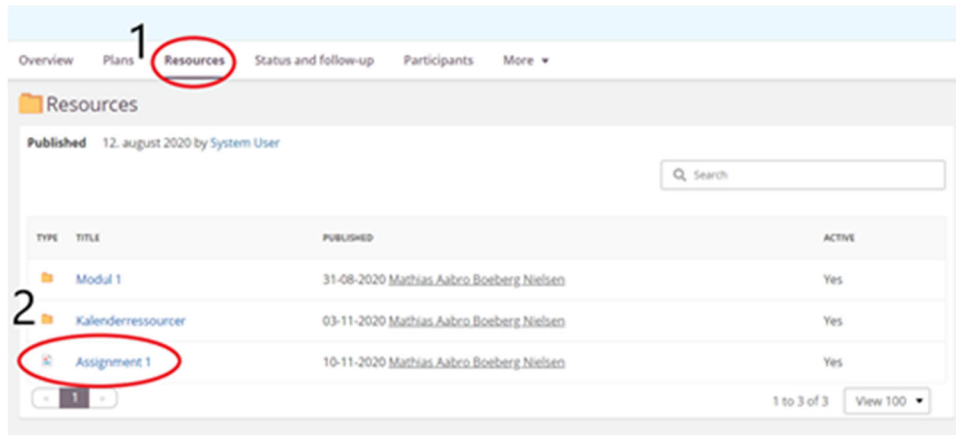 1
Overview Plans Resources Status and follow-up Participants More
Resources
Published 12. august 2020 by System User
Search
TYPE TITLE PUBLISHED ACTIVE
Modul 1 31-08-2020 Mathias Aabro Boeberg Nielsen Yes
2
Kalenderressourcer 03-11-2020 Mathias Aabro Boeberg Nielsen Yes
Assignment 1 10-11-2020 Mathias Aabro Boeberg Nielsen Yes
1 1 to 3 of 3 View 100